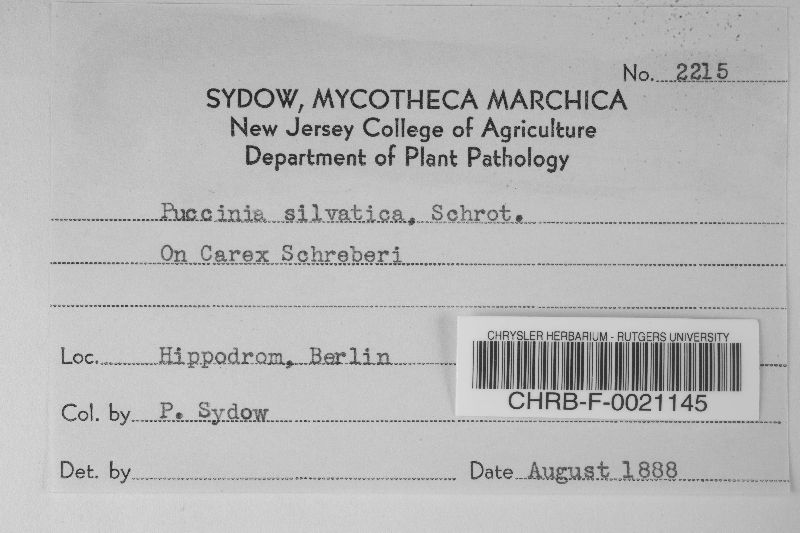 No. 2215
SYDOW, MYCOTHECA MARCHICA
New Jersey College of Agriculture
Department of Plant Pathology
Puccinia silvatica, Schrot.
On Carex Schreberi
Loc. Hippodrom, Berlin
CHRYSLER HERBARIUM - RUTGERS UNIVERSITY
CHRB-F-0021145
Col. by P. Sydow
Det. by
Date August 1888